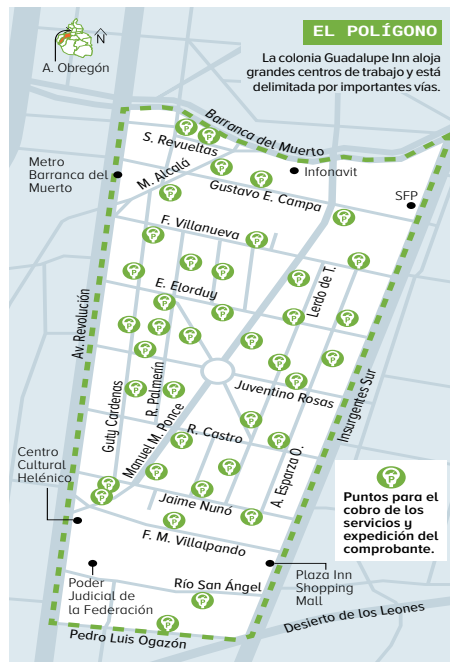 EL POLÍGONO
La colonia Guadalupe Inn aloja
grandes centros de trabajo y está
delimitada por importantes vías.
N
A. Obregón
Barranca del Muerto
S. Revueltas
Metro
Barranca del
Muerto
M. Alcalá
Infonavit
Gustavo E. Campa
SFP
F. Villanueva
Lerdo de T.
E. Elorduy
Av. Revolución
Insurgentes Sur
Juventino Rosas
R. Palmerín
Guty Cardenas
Manuel M. Ponce
R. Castro
A. Esparza O.
Centro
Cultural
Helénico
Jaime Nunó
Puntos para el
cobro de los
servicios y
expedición del
comprobante.
F. M. Villalpando
Poder
Judicial de
la Federación
Río San Ángel
Plaza Inn
Shopping
Mall
Desierto de los Leones
Pedro Luis Ogazón